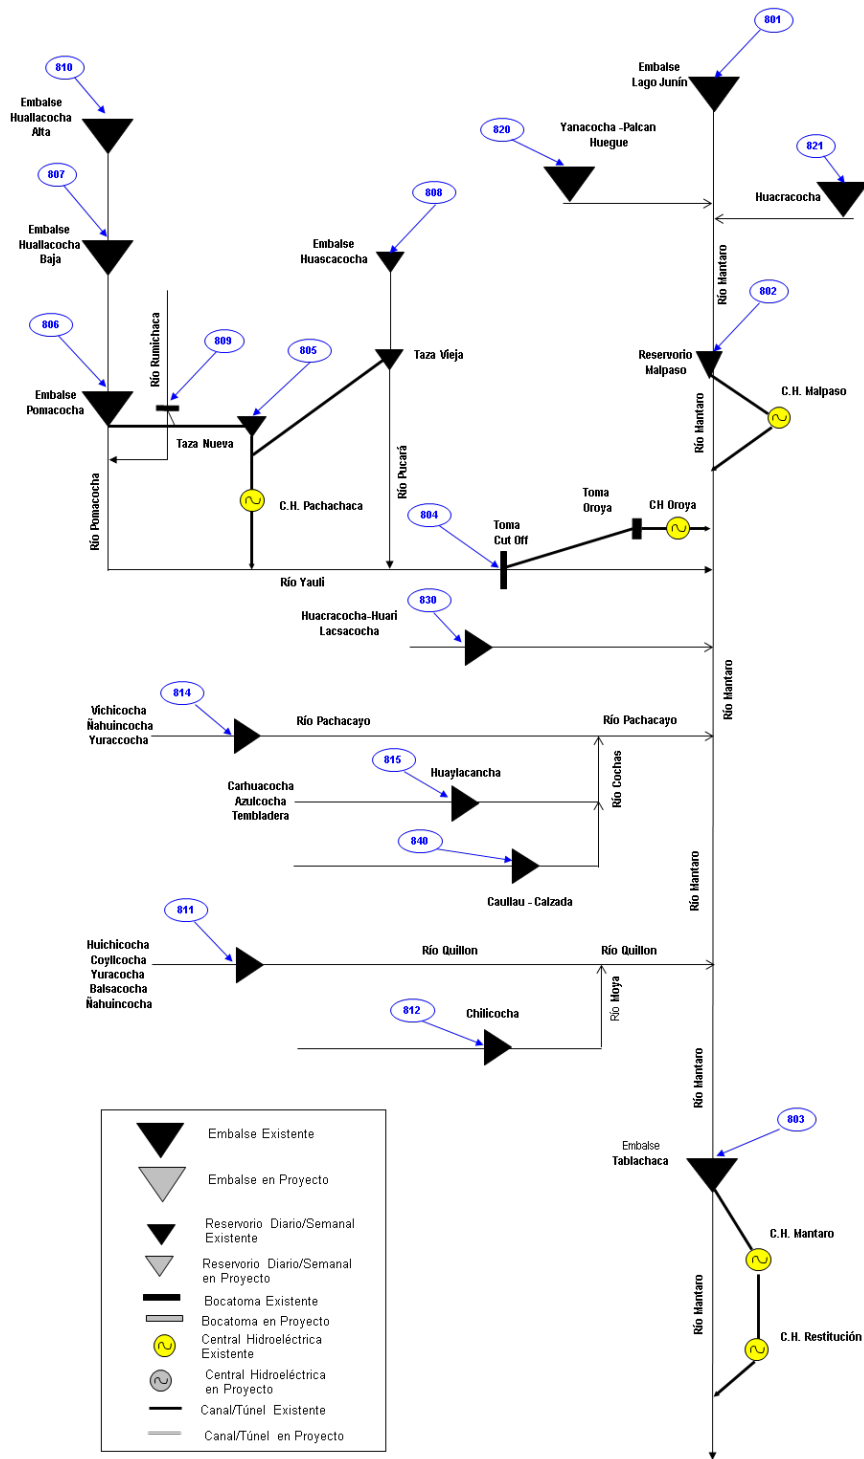 801
810
Embalse
Lago Junín
Embalse
Huallacocha
Alta
820
Yanacocha -Palcan
Huegue
821
807
808
Huacracocha
Embalse
Huallacocha
Baja
Embalse
Huascacocha
Río Mantaro
802
806
809
805
Río Rumichaca
Taza Vieja
Reservorio
Malpaso
C.H. Malpaso
Embalse
Pomacocha
Taza Nueva
Río Mantaro
Río Pomacocha
Río Pucará
C.H. Pachachaca
804
Toma
Cut Off
Toma
Oroya
CH Oroya
Río Yauli
830
Huacracocha-Huari
Lacsacocha
814
Río Mantaro
Vichicocha
Ñahuincocha
Yuraccocha
Río Pachacayo
Río Pachacayo
815
Huaylacancha
Río Cochas
Carhuacocha
Azulcocha
Tembladera
840
Río Mantaro
Caullau - Calzada
811
Huichicocha
Coyllcocha
Yuracocha
Balsacocha
Ñahuincocha
Río Quillon
Río Quillon
812
Chilicocha
Río Moya
Río Mantaro
803
Embalse
Tablachaca
C.H. Mantaro
Río Mantaro
C.H. Restitución
Embalse Existente
Embalse en Proyecto
Reservorio Diario/Semanal
Existente
Reservorio Diario/Semanal
en Proyecto
Bocatoma Existente
Bocatoma en Proyecto
Central Hidroeléctrica
Existente
Central Hidroeléctrica
en Proyecto
Canal/Túnel Existente
Canal/Túnel en Proyecto